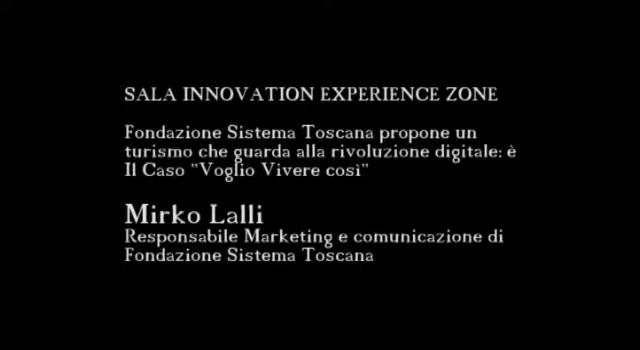 SALA INNOVATION EXPERIENCE ZONE
Fondazione Sistema Toscana propone un
turismo che guarda alla rivoluzione digitale: è
Il Caso "Voglio Vivere così"
Mirko Lalli
Responsabile Marketing e comunicazione di
Fondazione Sistema Toscana